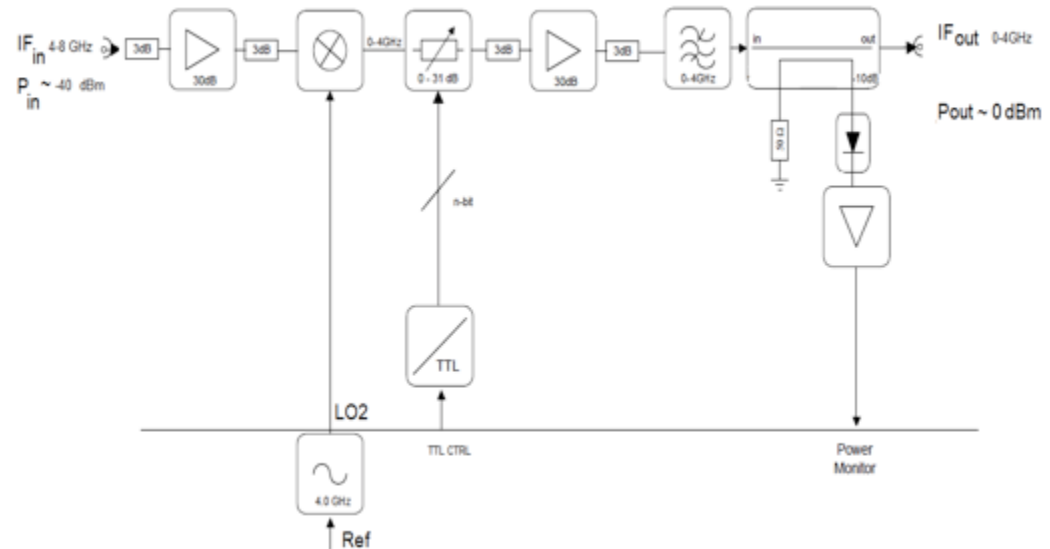 IFin 4-8 GHz
Pin ~ -40 dBm
3dB
30dB
3dB
0-4GHz
0 - 31 dB
3dB
30dB
3dB
0-4GHz
in
out
-10dB
IFout 0-4GHz
Pout ~ 0 dBm
50 Ω
n-bit
TTL
LO2
TTL CTRL
Power
Monitor
4.0 GHz
Ref